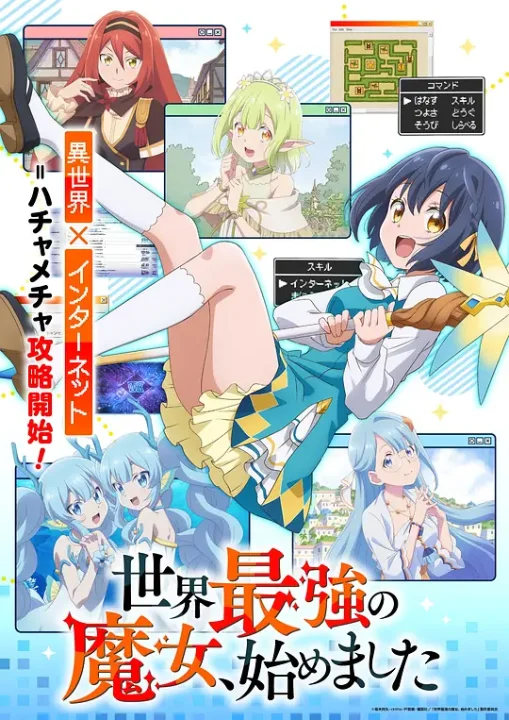 コマンド
▶はなす スキル
つよさ どうぐ
そうび しらべる
異世界×インターネット
=ハチャメチャ攻略開始!
スキル
▶インターネット
世界最強の
魔女、始めました